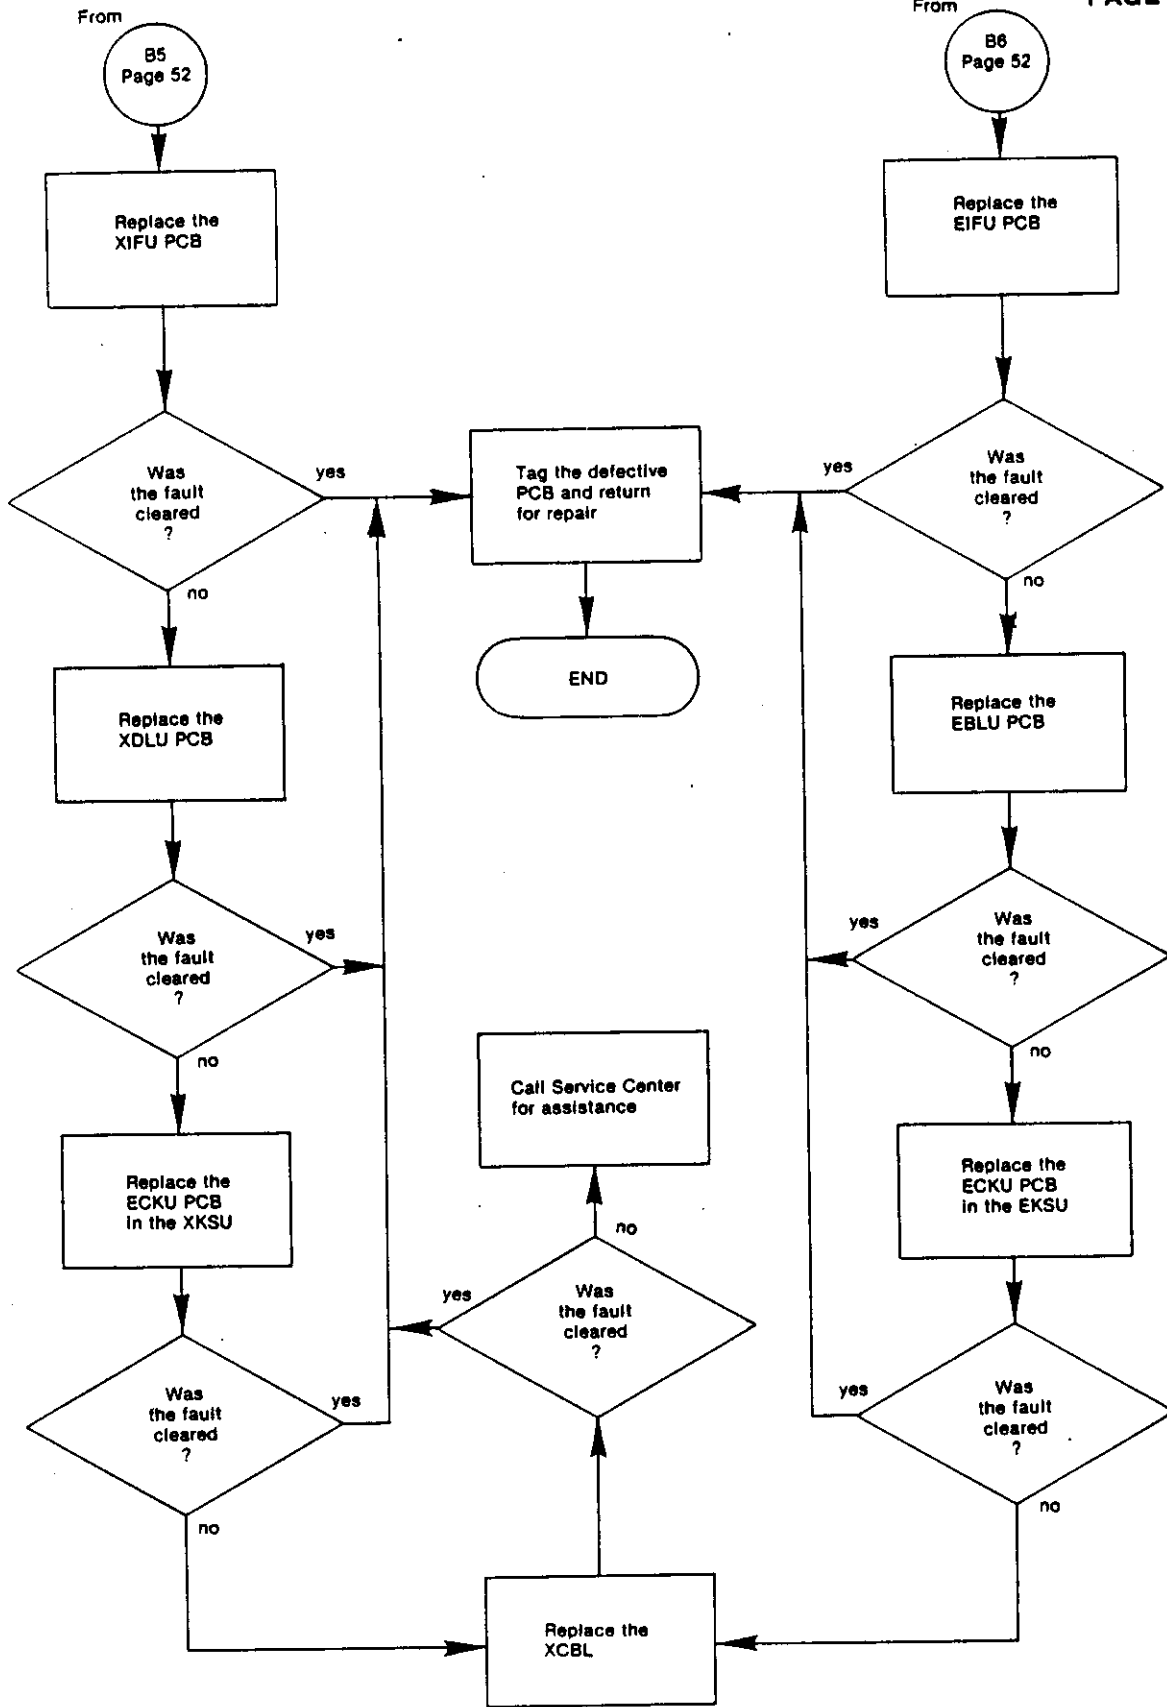 From
B5
Page 52
From
B6
Page 52
PAGE
Replace the
XIFU PCB
Replace the
EIFU PCB
Was
the fault
cleared
?
yes
no
Tag the defective
PCB and return
for repair
yes
Was
the fault
cleared
?
no
END
Replace the
XDLU PCB
Replace the
EBLU PCB
Was
the fault
cleared
?
yes
no
yes
Was
the fault
cleared
?
no
Call Service Center
for assistance
Replace the
ECKU PCB
in the XKSU
Replace the
ECKU PCB
in the EKSU
no
yes
Was
the fault
cleared
?
Was
the fault
cleared
?
yes
no
yes
Was
the fault
cleared
?
no
Replace the
XCBL